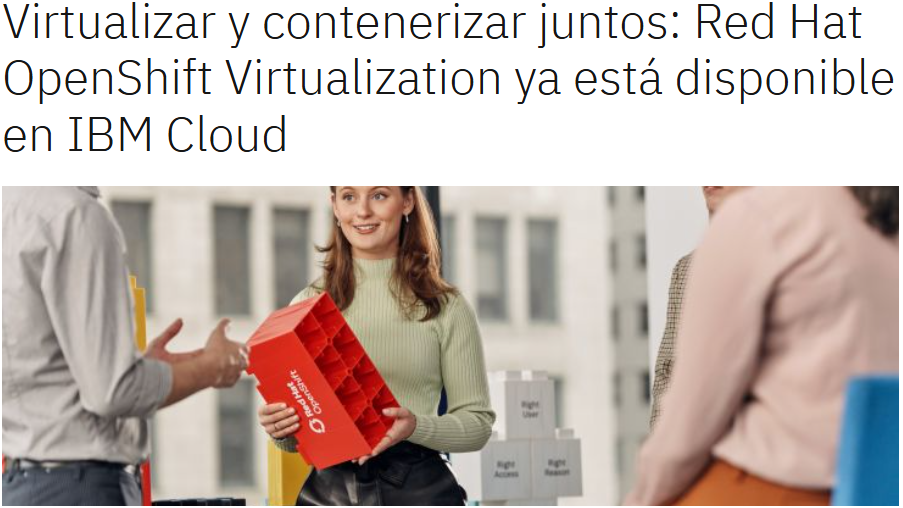 Virtualizar y contenerizar juntos: Red Hat
OpenShift Virtualization ya está disponible
en IBM Cloud
Red Hat
OpenShift
Right
User
Right
Access
Right
Reason